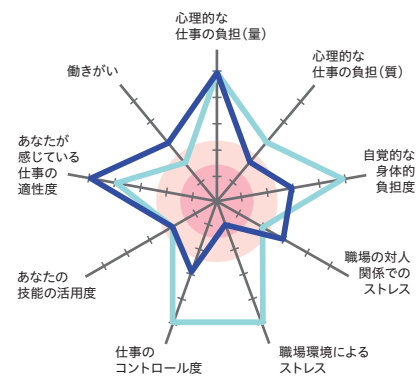 心理的な
仕事の負担（量）
心理的な
仕事の負担（質）
自覚的な
身体的
負担度
職場の対人
関係での
ストレス
職場環境による
ストレス
仕事の
コントロール度
あなたの
技能の活用度
あなたが
感じている
仕事の
適性度
働きがい